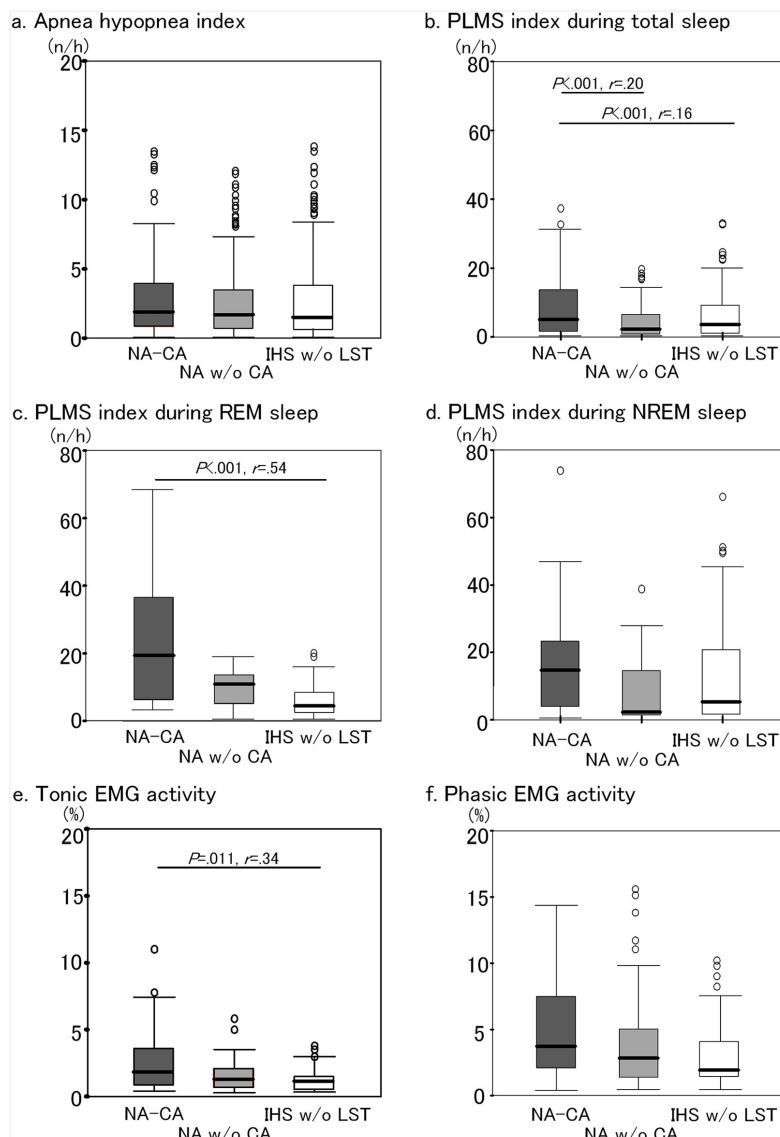 a. Apnea hypopnea index
(n/h)
20
15
10
5
0
NA-CA
IHS w/o LST
NA w/o CA
b. PLMS index during total sleep
(n/h)
80
P<.001, r=.20
P<.001, r=.16
60
40
20
0
NA-CA
IHS w/o LST
NA w/o CA
c. PLMS index during REM sleep
(n/h)
80
P<.001, r=.54
60
40
20
0
NA-CA
IHS w/o LST
NA w/o CA
d. PLMS index during NREM sleep
(n/h)
80
60
40
20
0
NA-CA
IHS w/o LST
NA w/o CA
e. Tonic EMG activity
(%)
20
P=.011, r=.34
15
10
5
0
NA-CA
IHS w/o LST
NA w/o CA
f. Phasic EMG activity
(%)
20
15
10
5
0
NA-CA
IHS w/o LST
NA w/o CA